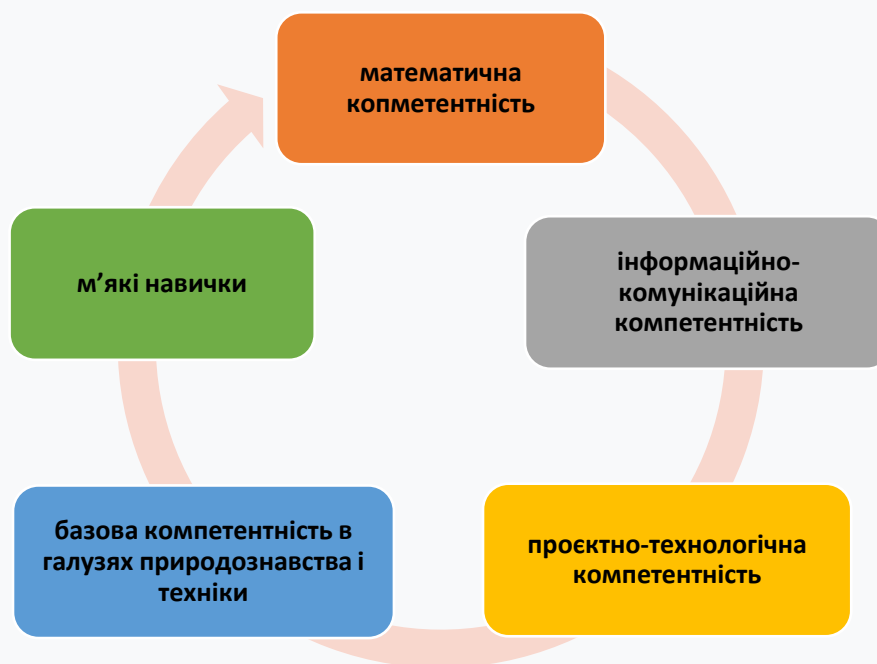 математична
копметентність
інформаційно-
комунікаційна
компетентність
проєктно-технологічна
компетентність
базова компетентність в
галузях природознавства і
техніки
м’які навички